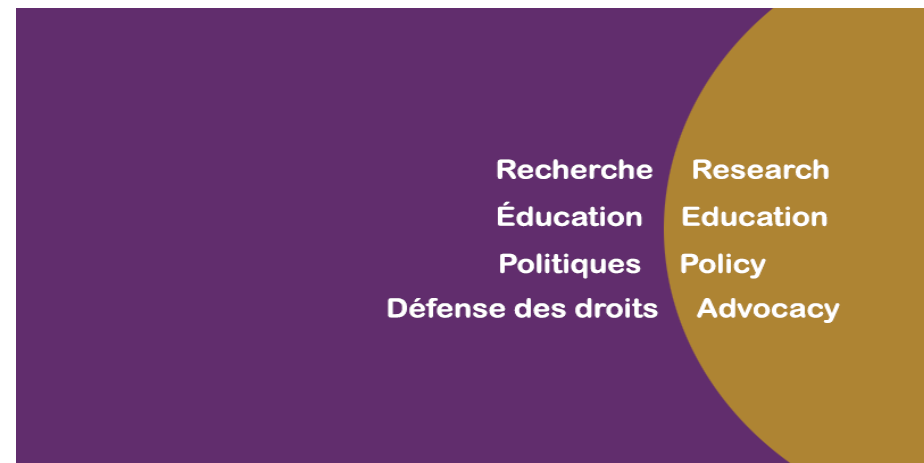 Recherche Research
Éducation Education
Politiques Policy
Défense des droits Advocacy